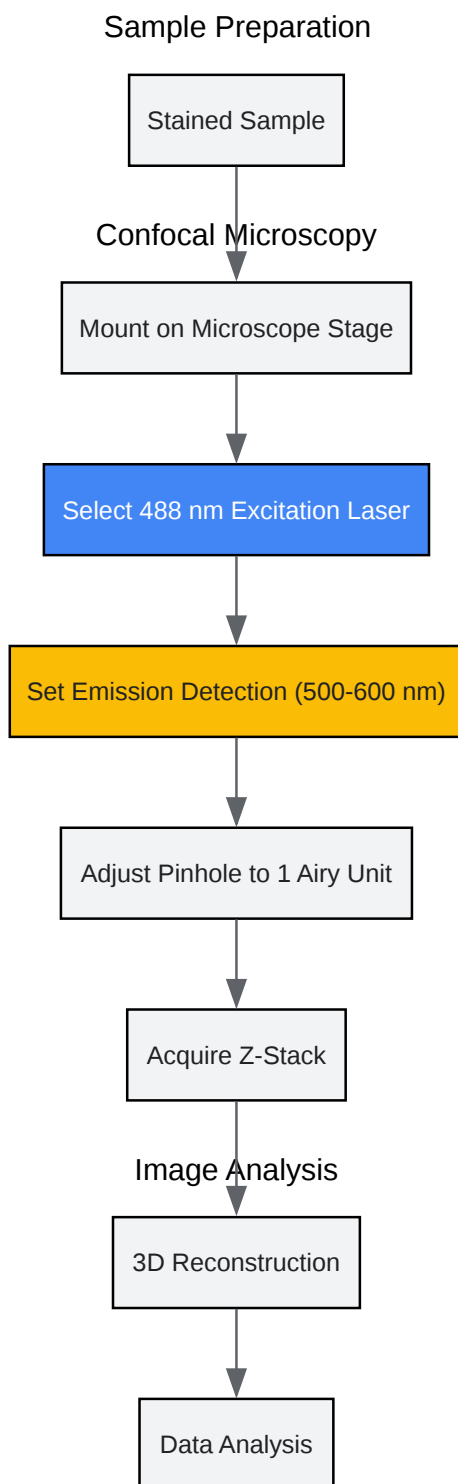 Sample Preparation
Stained Sample
Confocal Microscopy
Mount on Microscope Stage
Select 488 nm Excitation Laser
Set Emission Detection (500-600 nm)
Adjust Pinhole to 1 Airy Unit
Acquire Z-Stack
Image Analysis
3D Reconstruction
Data Analysis